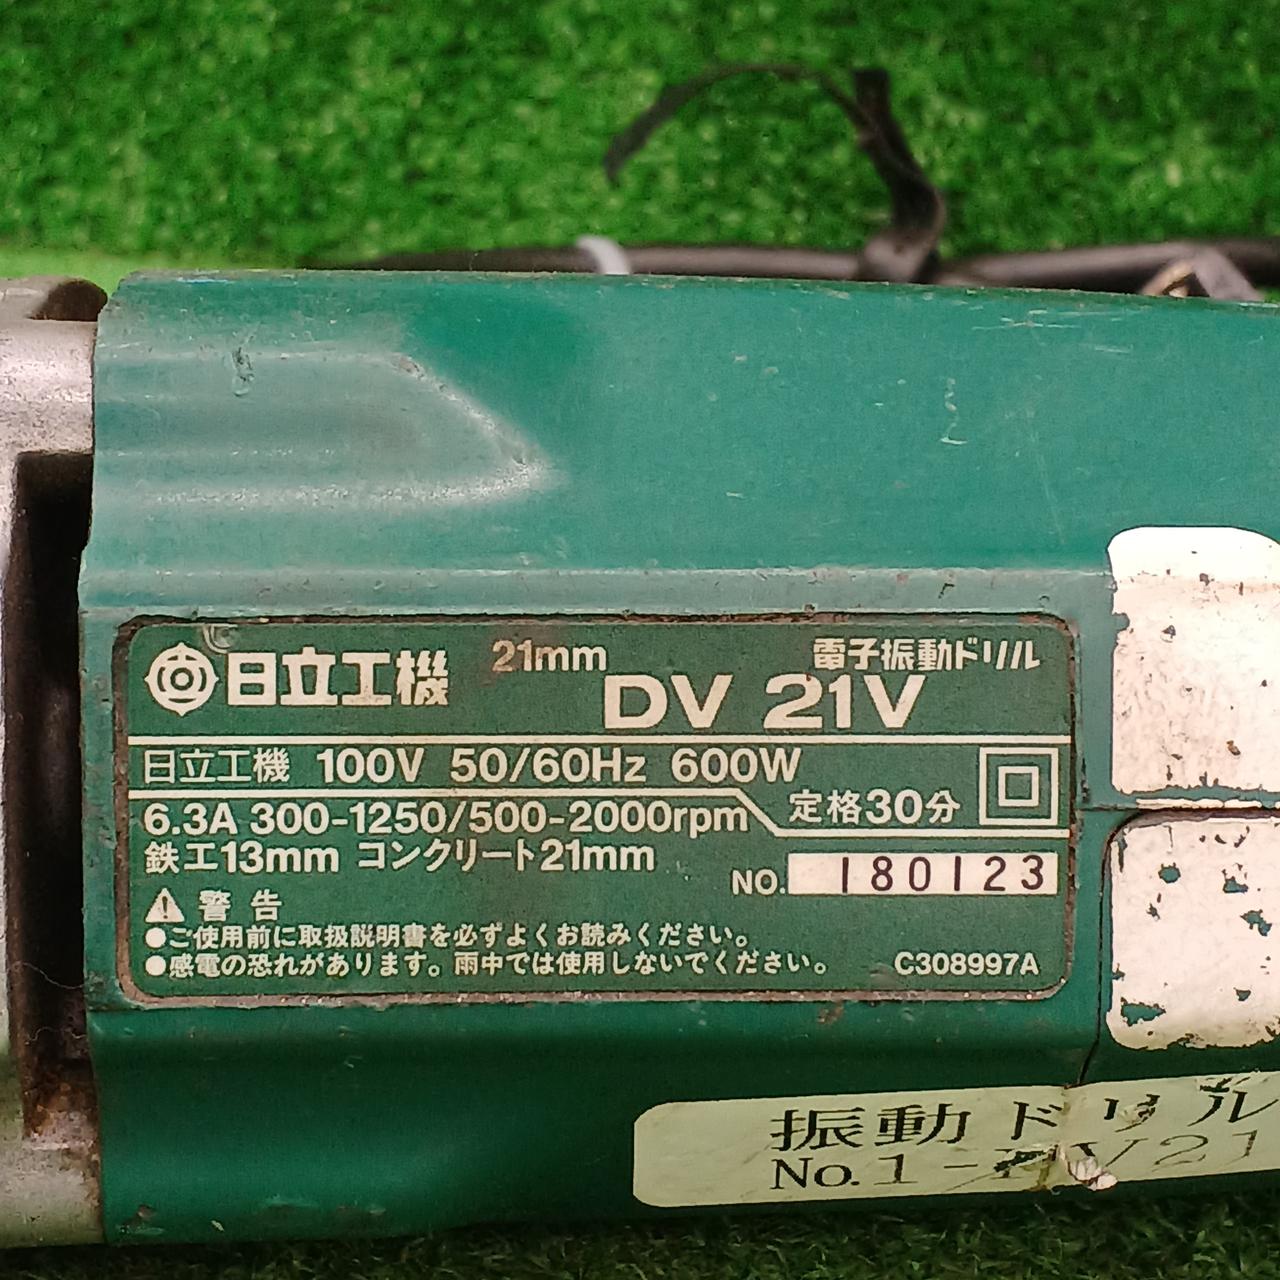 日立工機 21mm 電子振動ドリル
DV 21V
日立工機 100V 50/60Hz 600W
6.3A 300-1250/500-2000rpm 定格30分
鉄工13mm コンクリート21mm
NO. 180123
警告
●ご使用前に取扱説明書を必ずよくお読みください。
●感電の恐れがあります。雨中では使用しないでください。 C308997A
振動ドリル
No.1-DV21